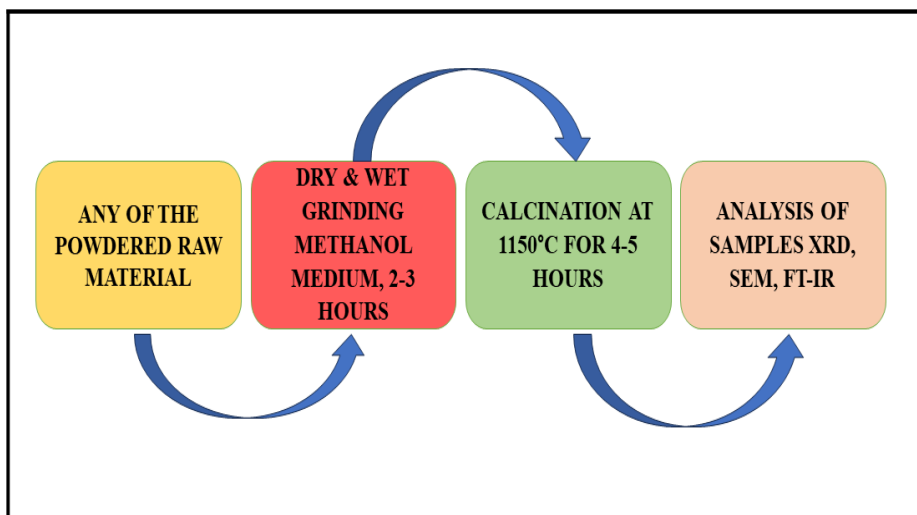 ANY OF THE
POWDERED RAW
MATERIAL
DRY & WET
GRINDING
METHANOL
MEDIUM, 2-3
HOURS
CALCINATION AT
1150°C FOR 4-5
HOURS
ANALYSIS OF
SAMPLES XRD,
SEM, FT-IR